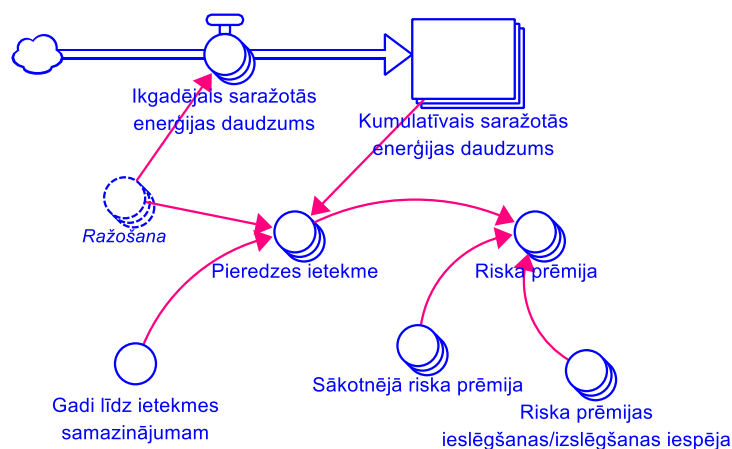 Ikgadējais saražotās
enerģijas daudzums
Kumulatīvais saražotās
enerģijas daudzums
Ražošana
Pieredzes ietekme
Riska prēmija
Sākotnējā riska prēmija
Gadi līdz ietekmes
samazinājumam
Riska prēmijas
ieslēgšanas/izslēgšanas iespēja